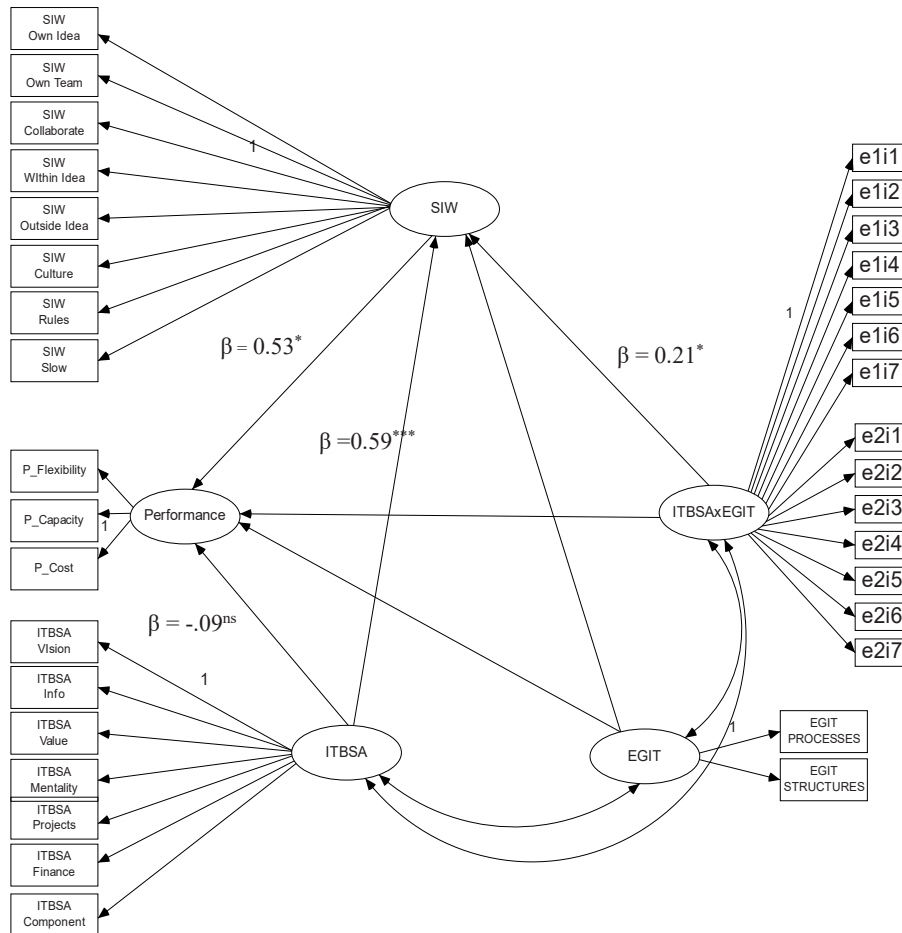 SIW
Own Idea
SIW
Own Team
SIW
Collaborate
SIW
WIthin Idea
SIW
Outside Idea
SIW
Culture
SIW
Rules
SIW
Slow
1
SIW
e1i1
e1i2
e1i3
e1i4
e1i5
e1i6
e1i7
1
β = 0.53*
β = 0.21*
β =0.59***
e2i1
e2i2
e2i3
e2i4
e2i5
e2i6
e2i7
P_Flexibility
P_Capacity
P_Cost
1
Performance
ITBSAxEGIT
β = -.09ns
ITBSA
VIsion
ITBSA
Info
ITBSA
Value
ITBSA
Mentality
ITBSA
Projects
ITBSA
Finance
ITBSA
Component
1
ITBSA
EGIT
1
EGIT
PROCESSES
EGIT
STRUCTURES